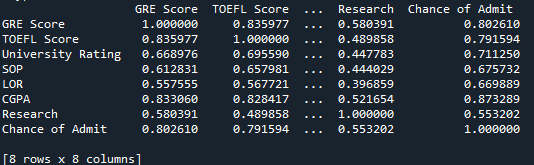 GRE Score TOEFL Score ... Research Chance of Admit
GRE Score 1.000000 0.835977 ... 0.580391 0.802610
TOEFL Score 0.835977 1.000000 ... 0.489858 0.791594
University Rating 0.668976 0.695590 ... 0.447783 0.711250
SOP 0.612831 0.657981 ... 0.444029 0.675732
LOR 0.557555 0.567721 ... 0.396859 0.669889
CGPA 0.833060 0.828417 ... 0.521654 0.873289
Research 0.580391 0.489858 ... 1.000000 0.553202
Chance of Admit 0.802610 0.791594 ... 0.553202 1.000000
[8 rows x 8 columns]